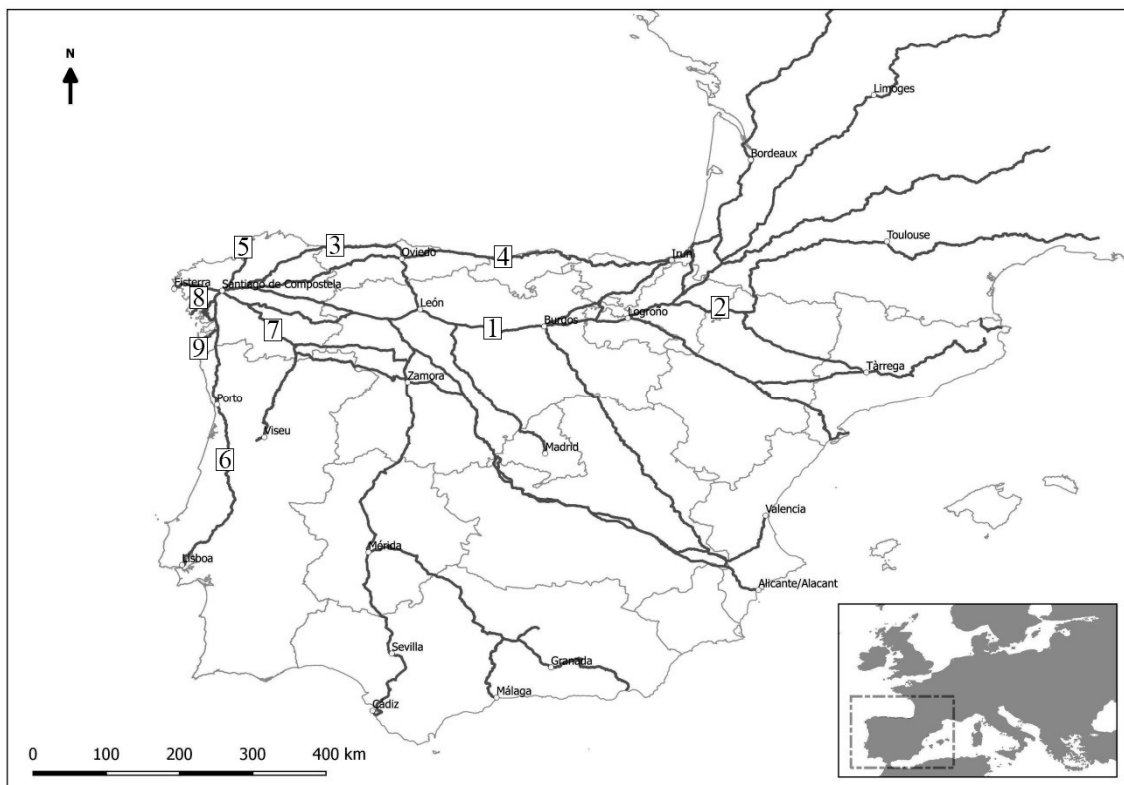 N
Limoges
Bordeaux
5
3
4
Toulouse
Oviedo
Irun
Fisterra
Santiago de Compostela
8
León
Logroño
2
1
Burgos
7
9
Tàrrega
Zamora
Porto
Viseu
Madrid
6
Valencia
Mérida
Lisboa
Alicante/Alacant
Sevilla
Granada
Málaga
Cádiz
0 100 200 300 400 km